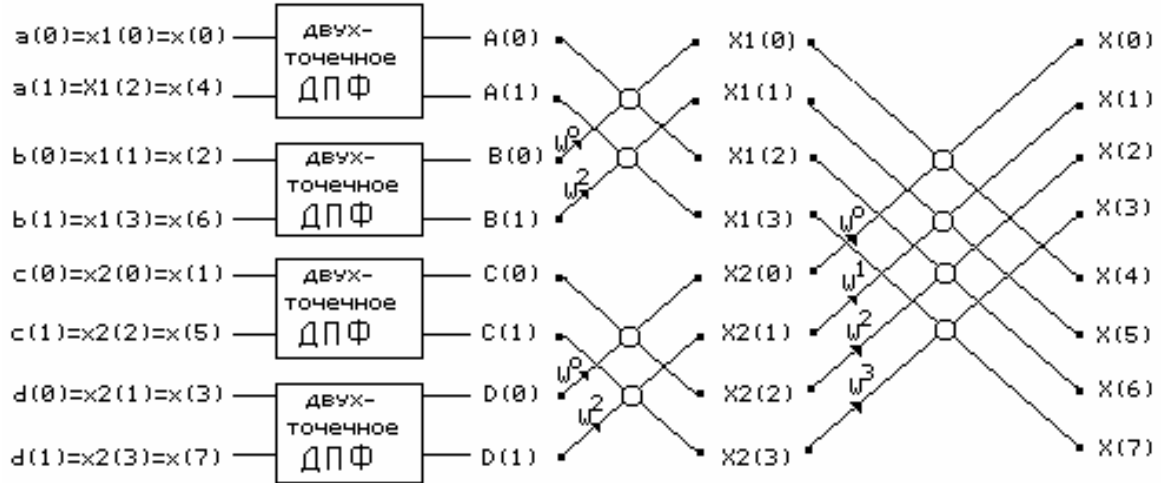 a(0)=x1(0)=x(0)
двух-
точечное
ДПФ
A(0)
X1(0)
X(0)
a(1)=X1(2)=x(4)
A(1)
X1(1)
X(1)
W⁰
b(0)=x1(1)=x(2)
двух-
точечное
ДПФ
B(0)
X1(2)
X(2)
W²
b(1)=x1(3)=x(6)
B(1)
X1(3)
X(3)
W⁰
c(0)=x2(0)=x(1)
двух-
точечное
ДПФ
C(0)
X2(0)
X(4)
W¹
c(1)=x2(2)=x(5)
C(1)
X2(1)
X(5)
W²
W⁰
d(0)=x2(1)=x(3)
двух-
точечное
ДПФ
D(0)
X2(2)
X(6)
W³
W²
d(1)=x2(3)=x(7)
D(1)
X2(3)
X(7)